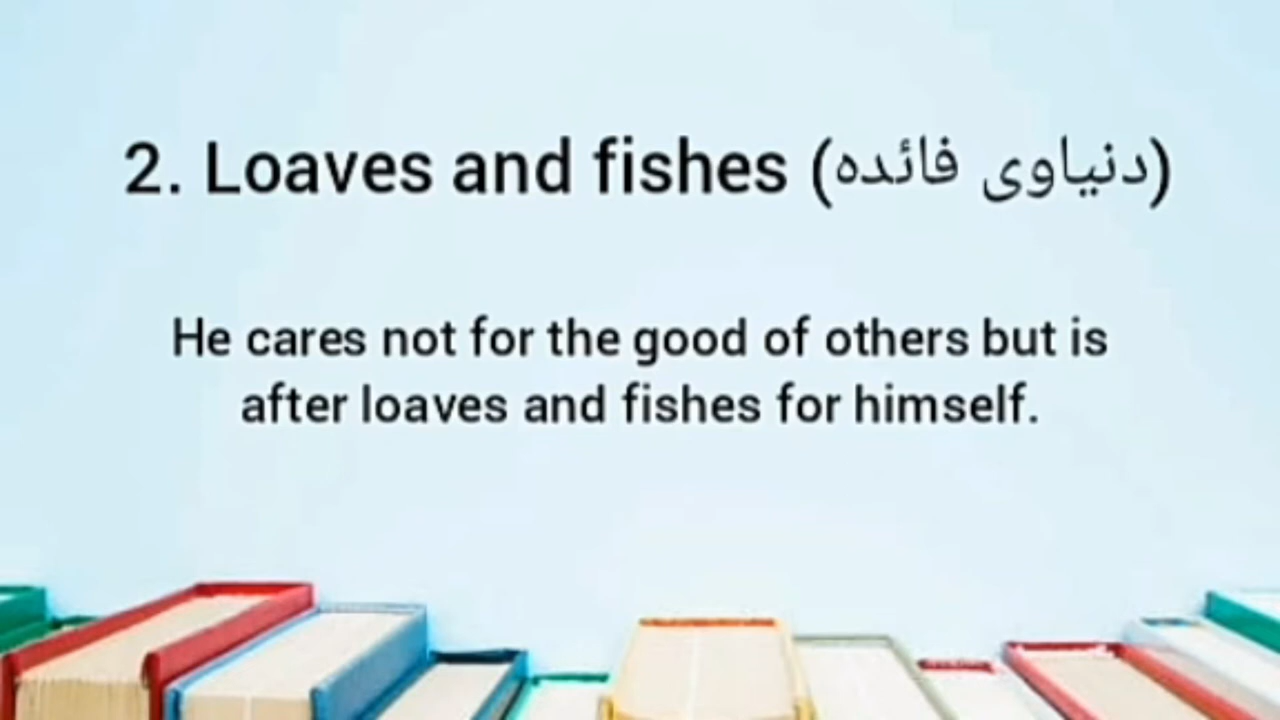 2. Loaves and fishes (دنیاوی فائدہ)
He cares not for the good of others but is
after loaves and fishes for himself.